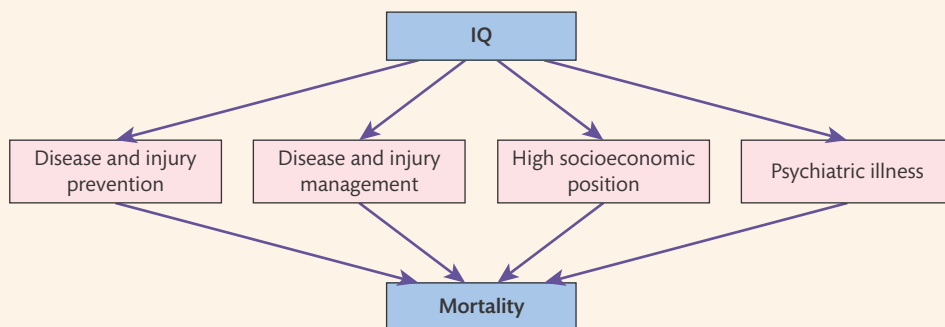 IQ
Disease and injury
prevention
Disease and injury
management
High socioeconomic
position
Psychiatric illness
Mortality